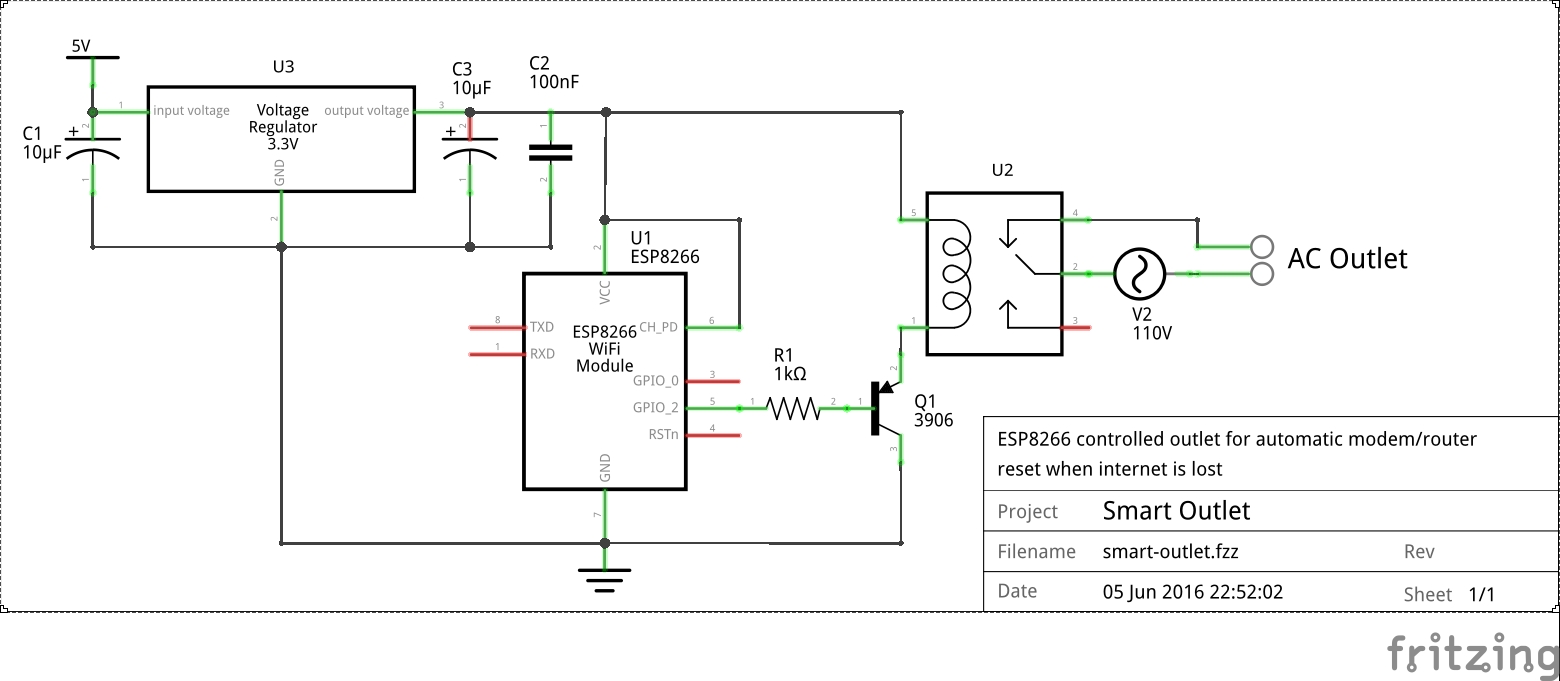 5V
U3
C3
10μF
C2
100nF
1
input voltage
Voltage
Regulator
3.3V
output voltage
3
GND
2
C1
10μF
+
2
1
+
2
1
1
2
U2
5
4
2
1
3
AC Outlet
V2
110V
U1
ESP8266
2
VCC
8
TXD
1
RXD
ESP8266
WiFi
Module
CH_PD
6
GPIO_0
3
GPIO_2
5
RSTn
4
GND
7
R1
1kΩ
1
2
1
2
3
Q1
3906
ESP8266 controlled outlet for automatic modem/router
reset when internet is lost
Project Smart Outlet
Filename smart-outlet.fzz Rev
Date 05 Jun 2016 22:52:02 Sheet 1/1
fritzing